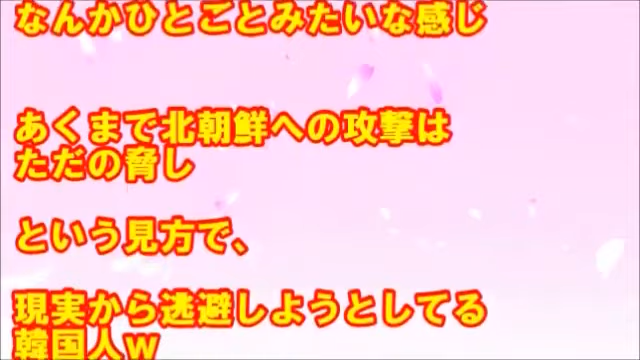 なんかひとごとみたいな感じ
あくまで北朝鮮への攻撃は
ただの脅し
という見方で、
現実から逃避しようとしてる
韓国人w